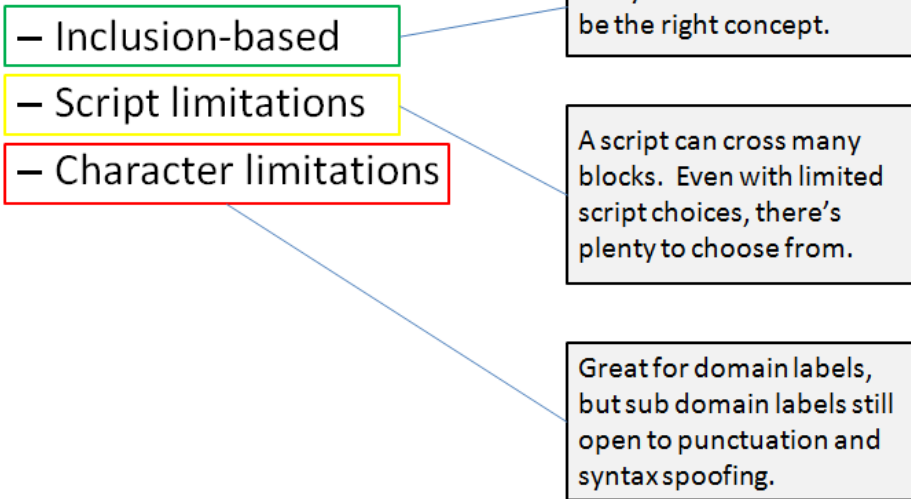 – Inclusion-based
– Script limitations
– Character limitations
be the right concept.
A script can cross many
blocks.  Even with limited
script choices, there's
plenty to choose from.
Great for domain labels,
but sub domain labels still
open to punctuation and
syntax spoofing.